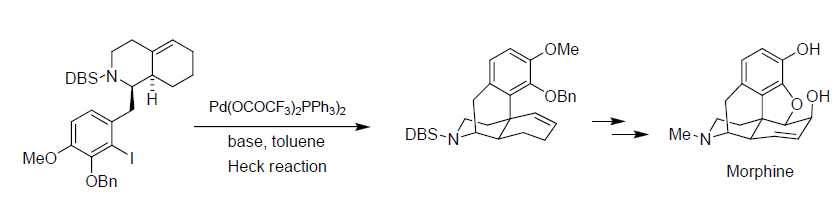 DBS
N
H
MeO
I
OBn
Pd(OCOCF3)2PPh3)2
base, toluene
Heck reaction
OMe
OBn
DBS
N
OH
O
OH
Me
N
Morphine